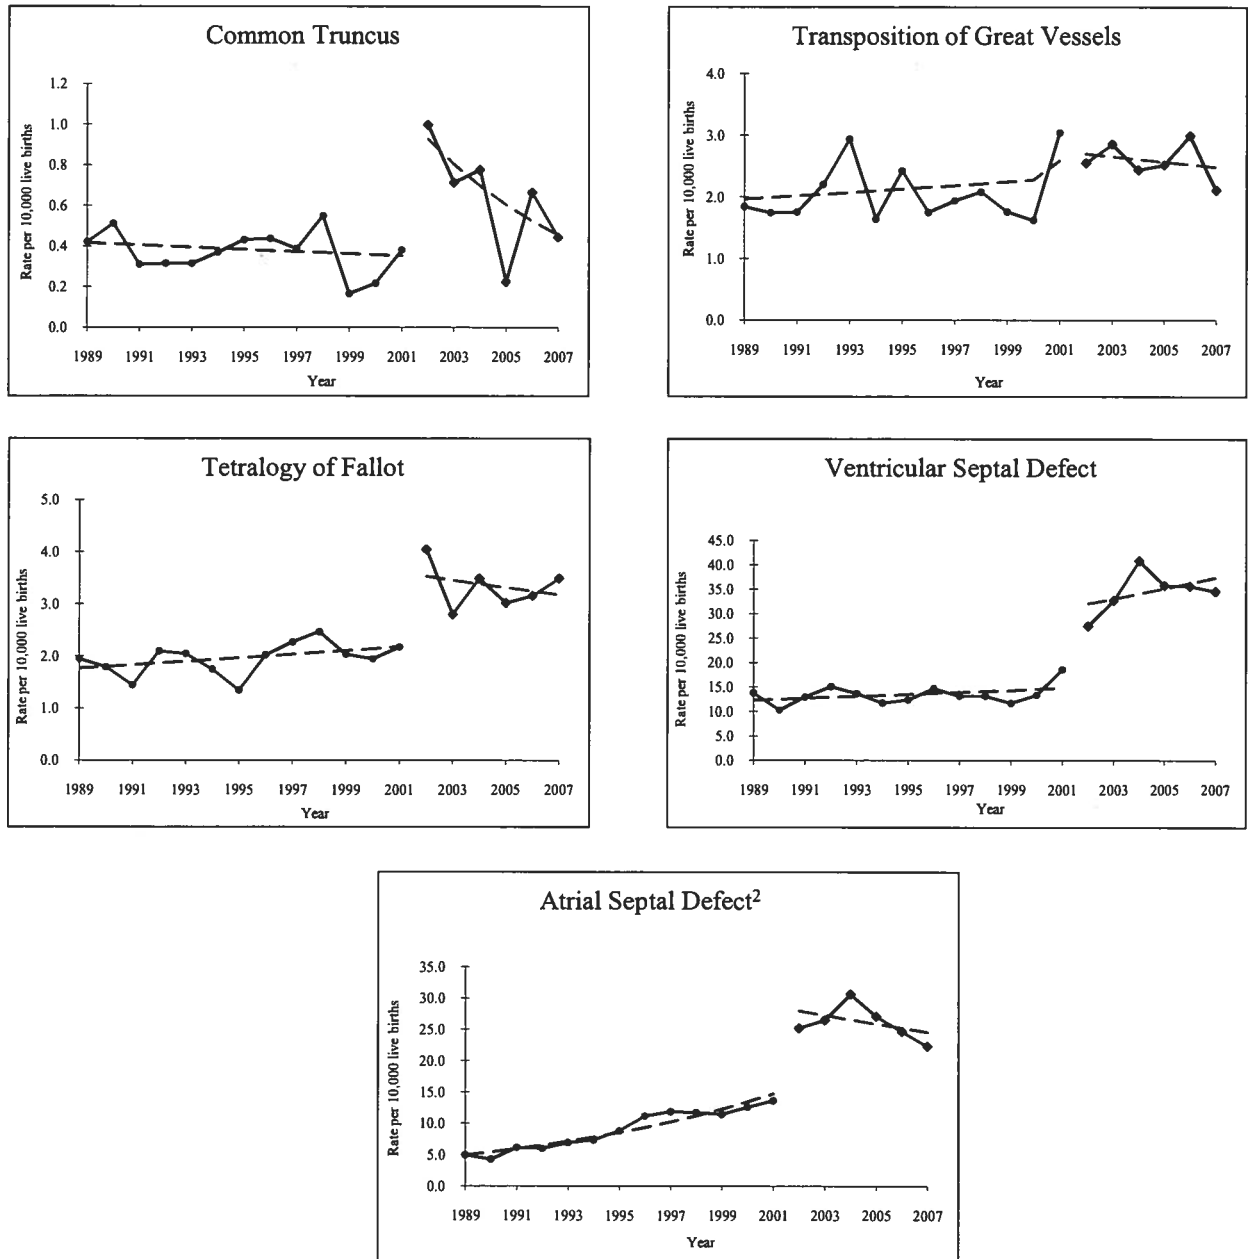 Common Truncus
Rate per 10,000 live births
1.2
1.0
0.8
0.6
0.4
0.2
0.0
1989 1991 1993 1995 1997 1999 2001 2003 2005 2007
Year
Transposition of Great Vessels
Rate per 10,000 live births
4.0
3.0
2.0
1.0
0.0
1989 1991 1993 1995 1997 1999 2001 2003 2005 2007
Year
Tetralogy of Fallot
Rate per 10,000 live births
5.0
4.0
3.0
2.0
1.0
0.0
1989 1991 1993 1995 1997 1999 2001 2003 2005 2007
Year
Ventricular Septal Defect
Rate per 10,000 live births
45.0
40.0
35.0
30.0
25.0
20.0
15.0
10.0
5.0
0.0
1989 1991 1993 1995 1997 1999 2001 2003 2005 2007
Year
Atrial Septal Defect²
Rate per 10,000 live births
35.0
30.0
25.0
20.0
15.0
10.0
5.0
0.0
1989 1991 1993 1995 1997 1999 2001 2003 2005 2007
Year